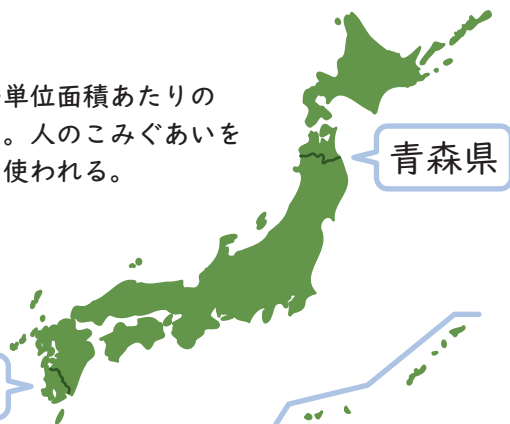 単位面積あたりの
。人のこみぐあいを
使われる。
青森県